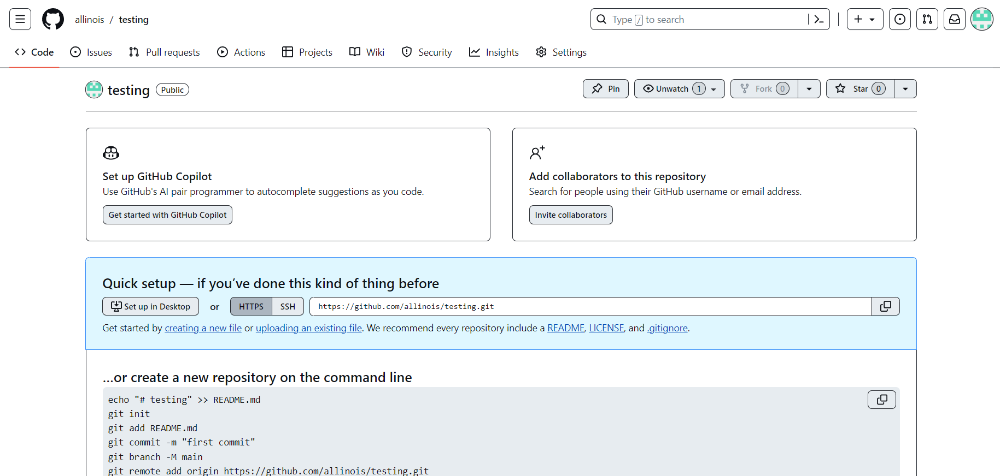 allinois / testing
Type / to search
Code Issues Pull requests Actions Projects Wiki Security Insights Settings
testing Public
Pin Unwatch 1 Fork 0 Star 0
Set up GitHub Copilot
Use GitHub's AI pair programmer to autocomplete suggestions as you code.
Get started with GitHub Copilot
Add collaborators to this repository
Search for people using their GitHub username or email address.
Invite collaborators
Quick setup — if you’ve done this kind of thing before
Set up in Desktop or HTTPS SSH https://github.com/allinois/testing.git
Get started by creating a new file or uploading an existing file. We recommend every repository include a README, LICENSE, and .gitignore.
…or create a new repository on the command line
echo "# testing" >> README.md
git init
git add README.md
git commit -m "first commit"
git branch -M main
git remote add origin https://github.com/allinois/testing.git